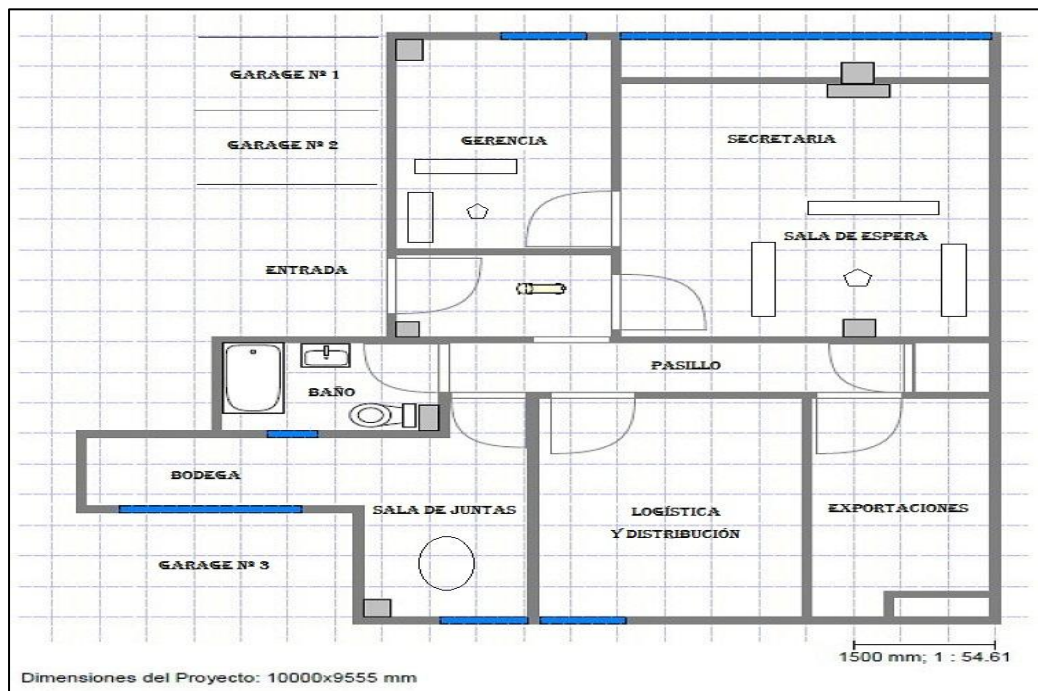 GARAGE Nº 1
GARAGE Nº 2
GERENCIA
SECRETARIA
SALA DE ESPERA
ENTRADA
PASILLO
BAÑO
BODEGA
SALA DE JUNTAS
LOGÍSTICA
Y DISTRIBUCIÓN
EXPORTACIONES
GARAGE Nº 3
1500 mm; 1 : 54.61
Dimensiones del Proyecto: 10000x9555 mm